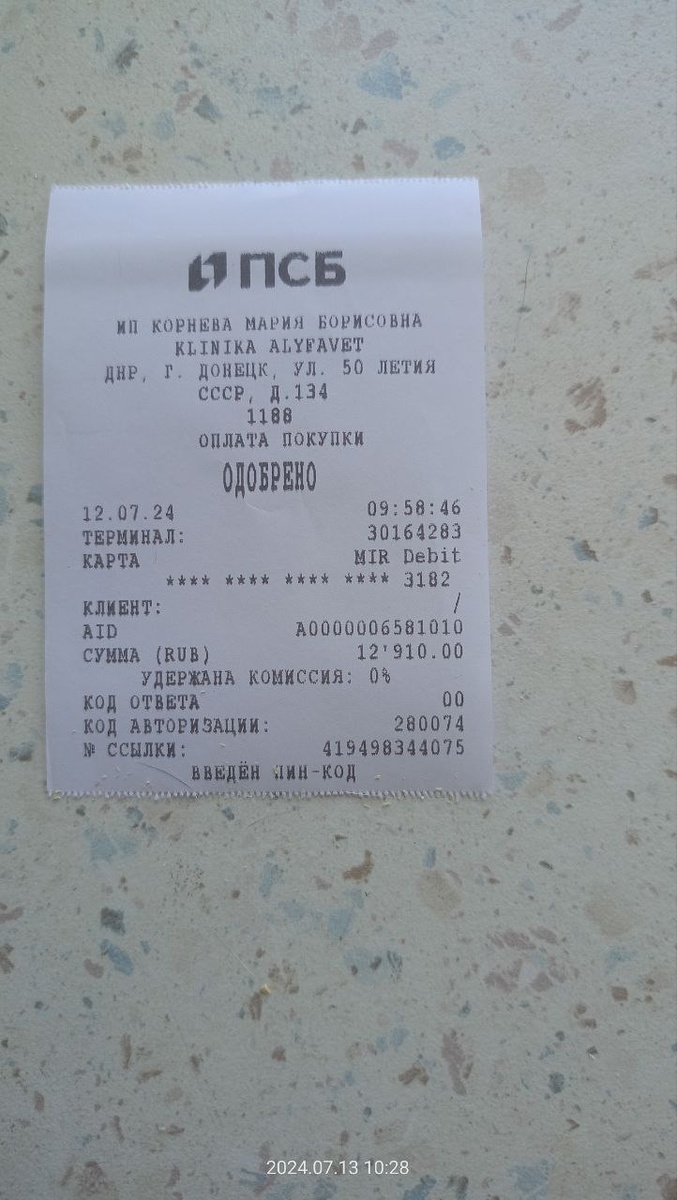 ПСБ
ИП КОРНЕВА МАРИЯ БОРИСОВНА
KLINIKA ALYFAVET
ДНР, Г. ДОНЕЦК, УЛ. 50 ЛЕТИЯ
СССР, Д.134
1188
ОПЛАТА ПОКУПКИ
ОДОБРЕНО
12.07.24 09:58:46
ТЕРМИНАЛ: 30164283
КАРТА MIR Debit
**** **** **** **** 3182
КЛИЕНТ: /
AID A0000006581010
СУММА (RUB) 12'910.00
УДЕРЖАНА КОМИССИЯ: 0%
КОД ОТВЕТА 00
КОД АВТОРИЗАЦИИ: 280074
№ ССЫЛКИ: 419498344075
ВВЕДЁН ПИН-КОД
2024.07.13 10:28